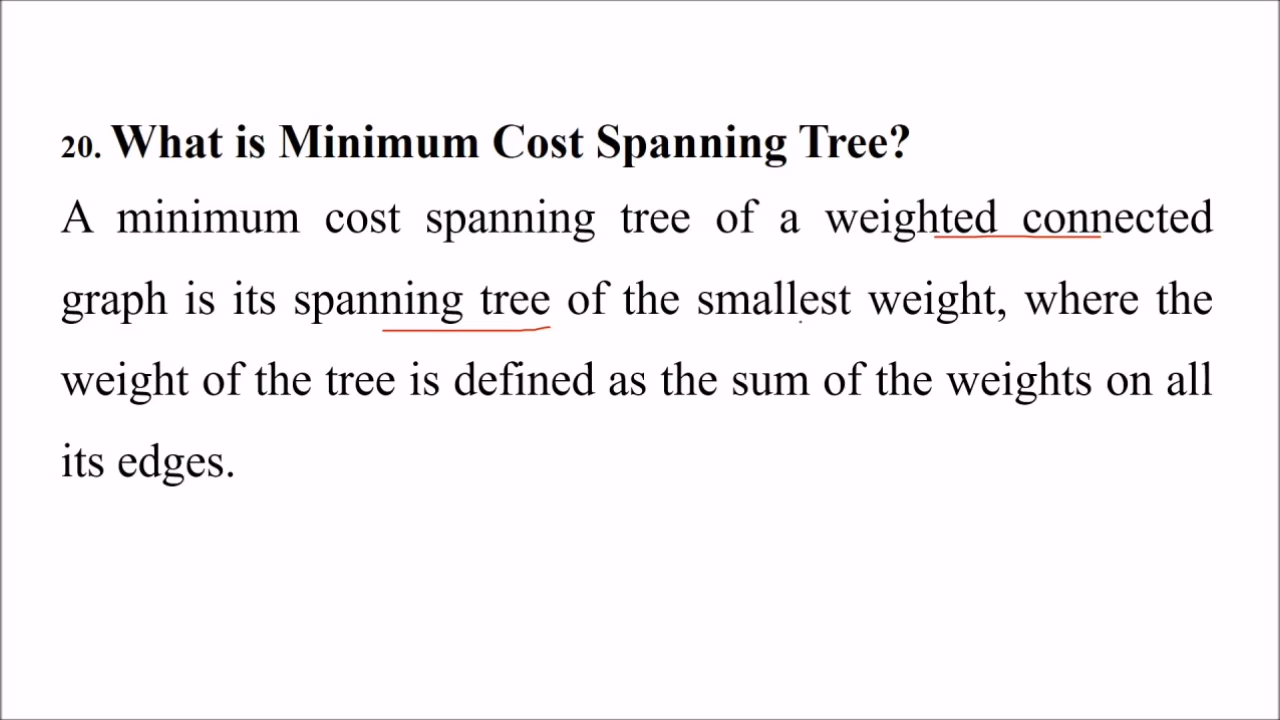 20. What is Minimum Cost Spanning Tree?
A minimum cost spanning tree of a weighted connected
graph is its spanning tree of the smallest weight, where the
weight of the tree is defined as the sum of the weights on all
its edges.